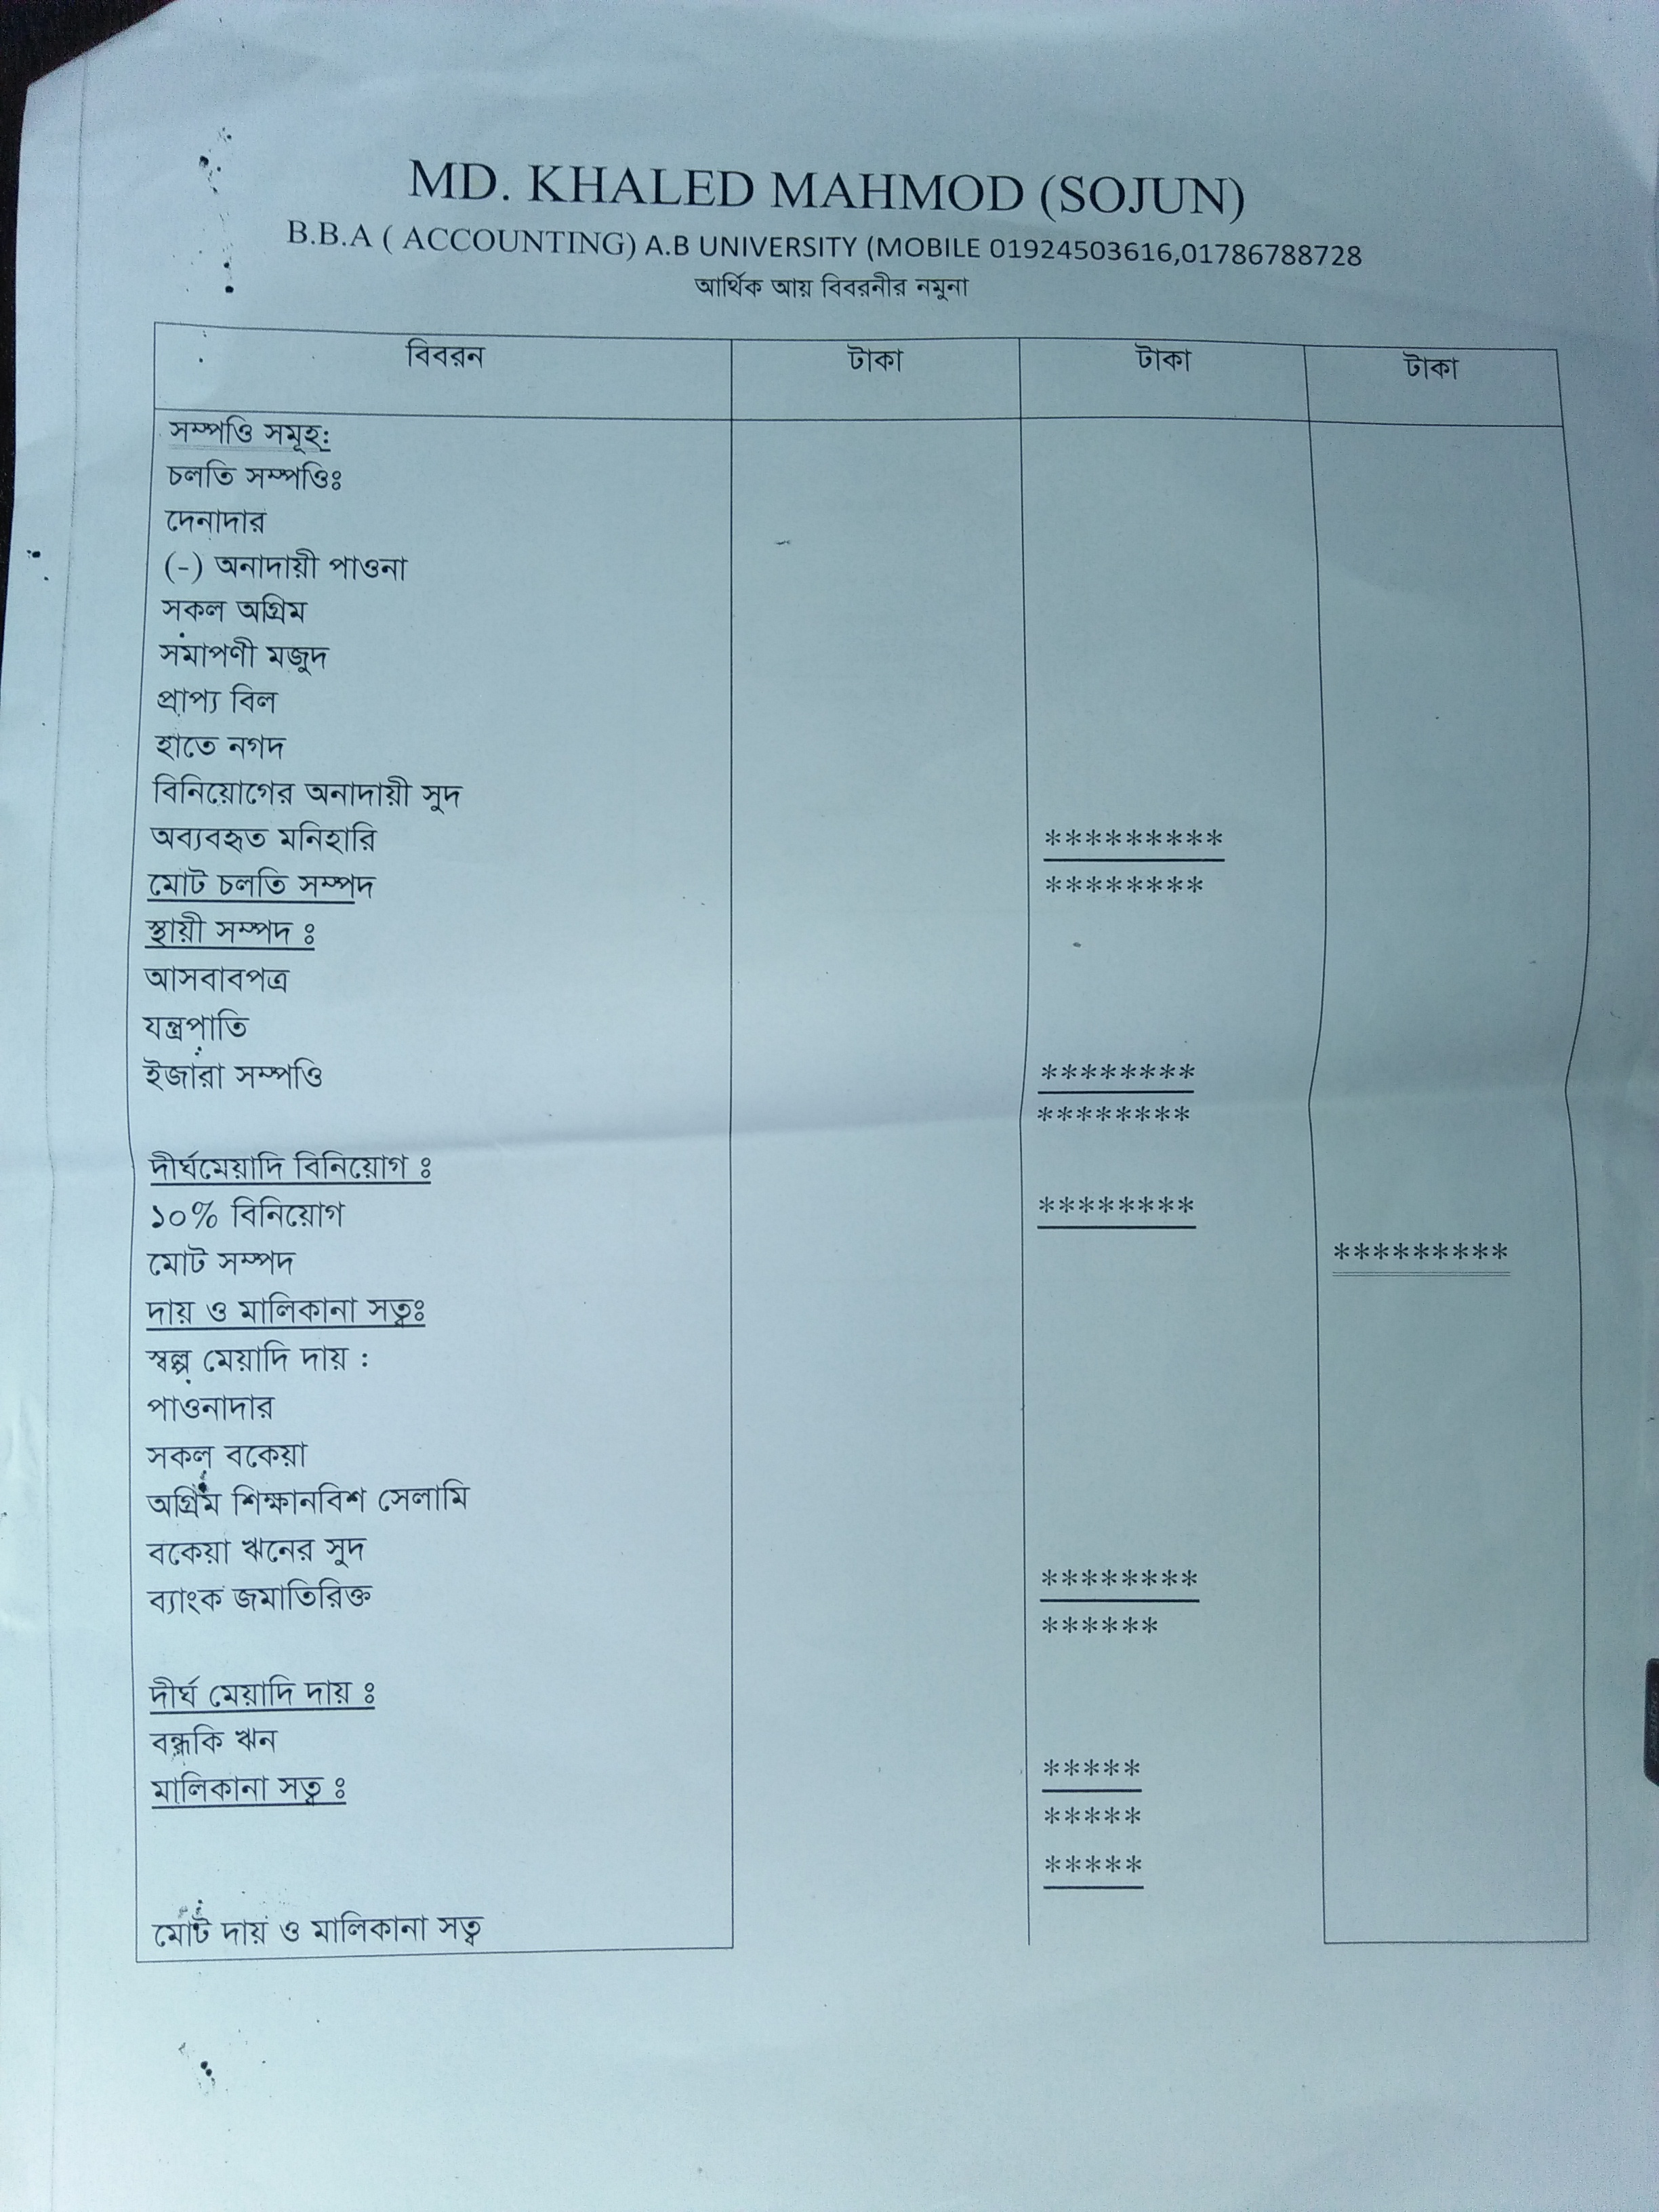 MD. KHALED MAHMOD (SOJUN)
B.B.A ( ACCOUNTING) A.B UNIVERSITY (MOBILE 01924503616,01786788728
আর্থিক আয় বিবরনীর নমুনা
বিবরন টাকা টাকা টাকা
সম্পত্তি সমূহ:
চলতি সম্পত্তিঃ
দেনাদার
(-) অনাদায়ী পাওনা
সকল অগ্রিম
সমাপণী মজুদ
প্রাপ্য বিল
হাতে নগদ
বিনিয়োগের অনাদায়ী সুদ
অব্যবহৃত মনিহারি *********
মোট চলতি সম্পদ ********
স্থায়ী সম্পদ ঃ
আসবাবপত্র
যন্ত্রপাতি
ইজারা সম্পত্তি ********
********
দীর্ঘমেয়াদি বিনিয়োগ ঃ
১০% বিনিয়োগ ********
মোট সম্পদ *********
দায় ও মালিকানা সত্বঃ
স্বল্প মেয়াদি দায় :
পাওনাদার
সকল বকেয়া
অগ্রিম শিক্ষানবিশ সেলামি
বকেয়া ঋনের সুদ
ব্যাংক জমাতিরিক্ত ********
******
দীর্ঘ মেয়াদি দায় ঃ
বন্ধকি ঋন
মালিকানা সত্ব ঃ *****
*****
*****
মোট দায় ও মালিকানা সত্ব